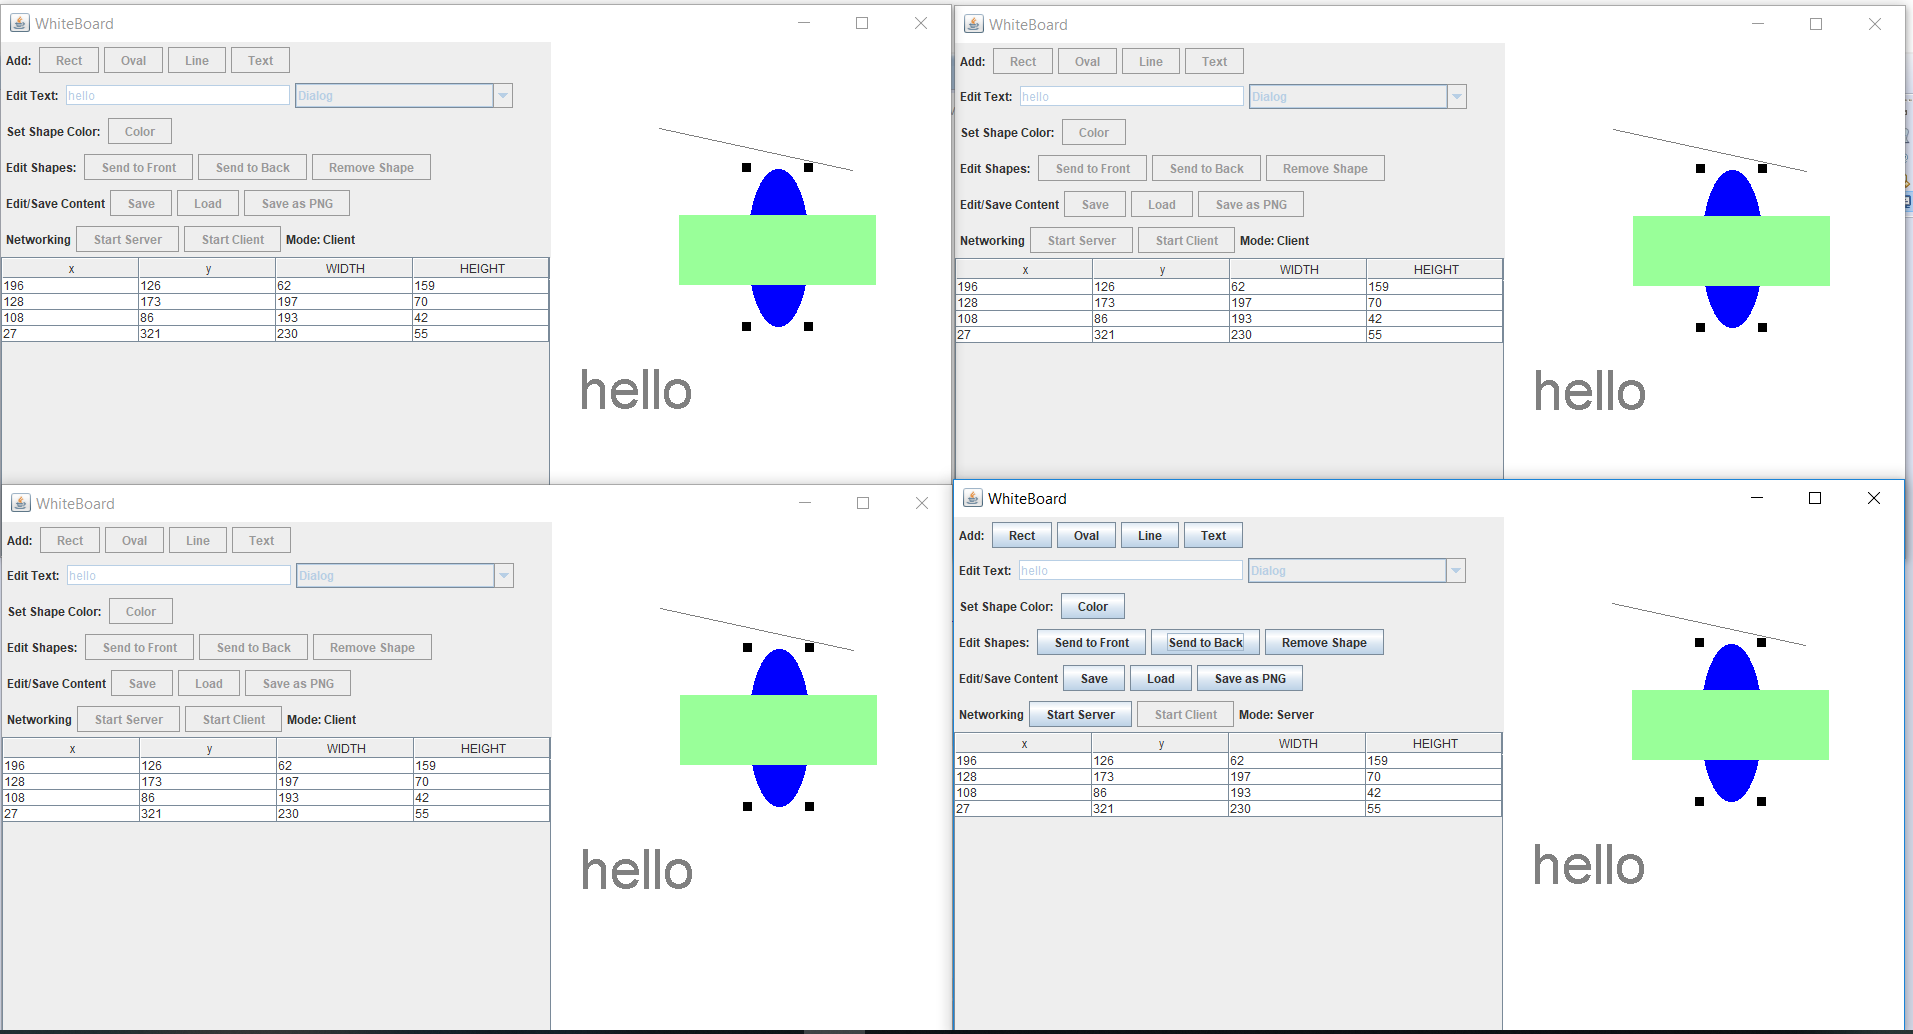 WhiteBoard
Add: Rect Oval Line Text
Edit Text: hello Dialog
Set Shape Color: Color
Edit Shapes: Send to Front Send to Back Remove Shape
Edit/Save Content Save Load Save as PNG
Networking Start Server Start Client Mode: Client
x y WIDTH HEIGHT
196 126 62 159
128 173 197 70
108 86 193 42
27 321 230 55
hello
WhiteBoard
Add: Rect Oval Line Text
Edit Text: hello Dialog
Set Shape Color: Color
Edit Shapes: Send to Front Send to Back Remove Shape
Edit/Save Content Save Load Save as PNG
Networking Start Server Start Client Mode: Client
x y WIDTH HEIGHT
196 126 62 159
128 173 197 70
108 86 193 42
27 321 230 55
hello
WhiteBoard
Add: Rect Oval Line Text
Edit Text: hello Dialog
Set Shape Color: Color
Edit Shapes: Send to Front Send to Back Remove Shape
Edit/Save Content Save Load Save as PNG
Networking Start Server Start Client Mode: Client
x y WIDTH HEIGHT
196 126 62 159
128 173 197 70
108 86 193 42
27 321 230 55
hello
WhiteBoard
Add: Rect Oval Line Text
Edit Text: hello Dialog
Set Shape Color: Color
Edit Shapes: Send to Front Send to Back Remove Shape
Edit/Save Content Save Load Save as PNG
Networking Start Server Start Client Mode: Server
x y WIDTH HEIGHT
196 126 62 159
128 173 197 70
108 86 193 42
27 321 230 55
hello